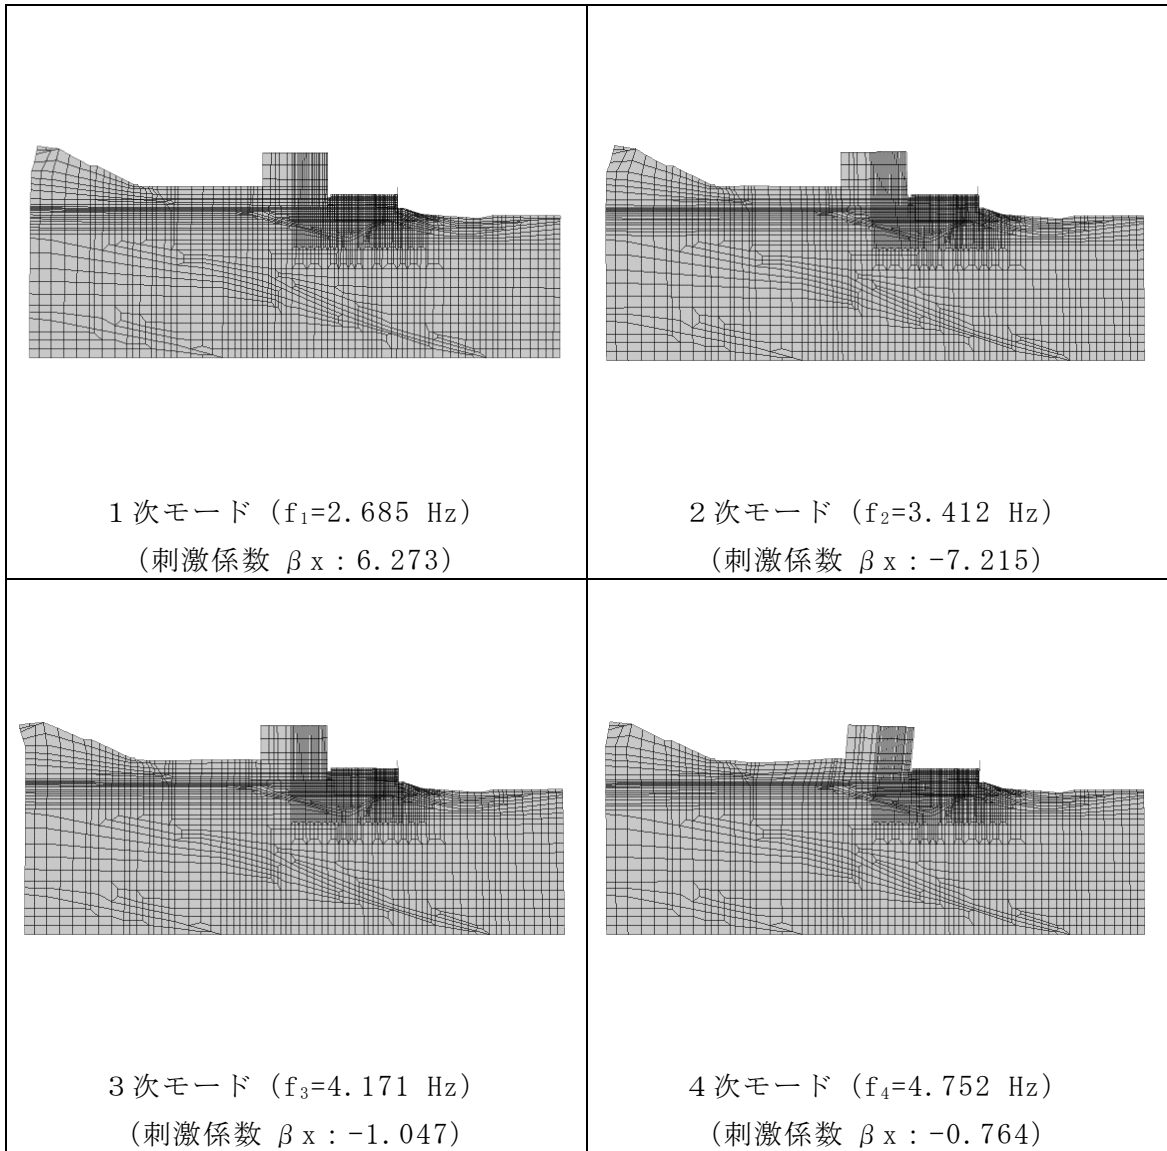 1次モード (f₁=2.685 Hz)
(刺激係数 βx:6.273)
2次モード (f₂=3.412 Hz)
(刺激係数 βx:-7.215)
3次モード (f₃=4.171 Hz)
(刺激係数 βx:-1.047)
4次モード (f₄=4.752 Hz)
(刺激係数 βx:-0.764)